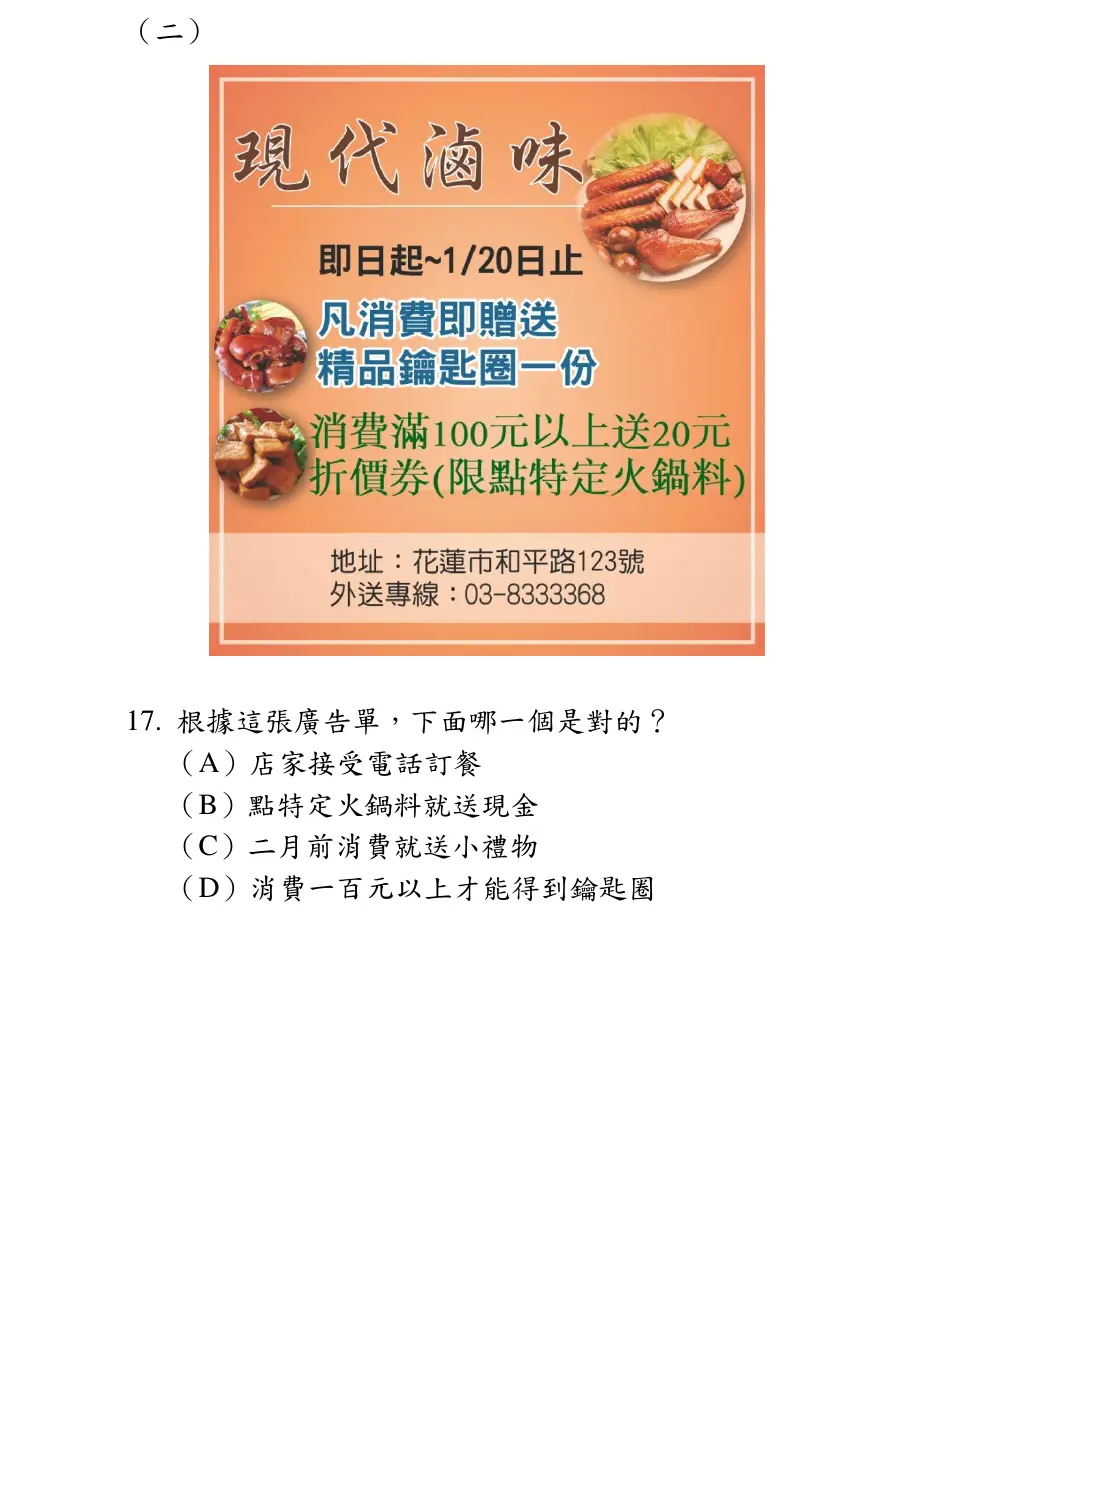 （二）
現代滷味
即日起~1/20日止
凡消費即贈送
精品鑰匙圈一份
消費滿100元以上送20元
折價券(限點特定火鍋料)
地址：花蓮市和平路123號
外送專線：03-8333368
17. 根據這張廣告單，下面哪一個是對的？
（A）店家接受電話訂餐
（B）點特定火鍋料就送現金
（C）二月前消費就送小禮物
（D）消費一百元以上才能得到鑰匙圈